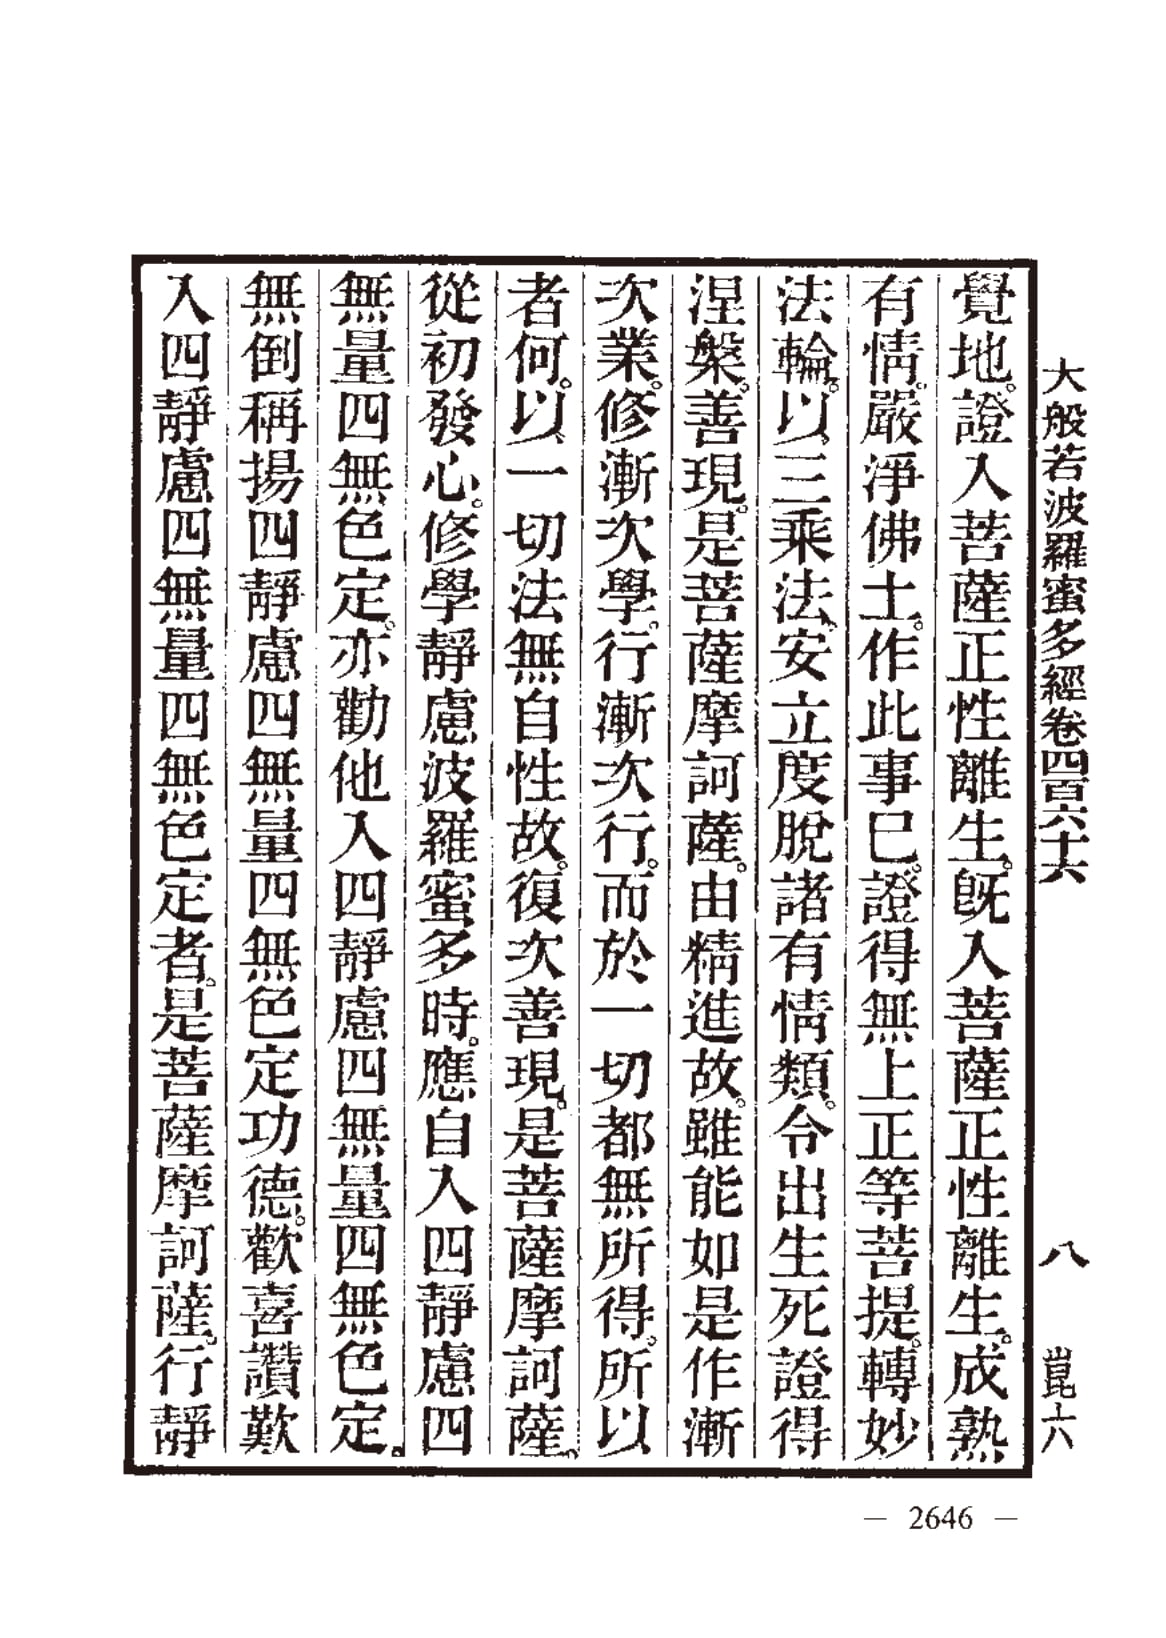 大般若波羅蜜多經卷四百六十六　八　崑六
覺地。證入菩薩正性離生。旣入菩薩正性離生。成熟
有情。嚴淨佛土。作此事已。證得無上正等菩提。轉妙
法輪。以三乘法。安立度脫諸有情類。令出生死證得
涅槃。善現。是菩薩摩訶薩。由精進故。雖能如是作漸
次業。修漸次學。行漸次行。而於一切都無所得。所以
者何。以一切法無自性故。復次善現。是菩薩摩訶薩。
從初發心。修學靜慮波羅蜜多時。應自入四靜慮四
無量四無色定。亦勸他入四靜慮四無量四無色定。
無倒稱揚四靜慮四無量四無色定功德。歡喜讚歎
入四靜慮四無量四無色定者。是菩薩摩訶薩。行靜
— 2646 —